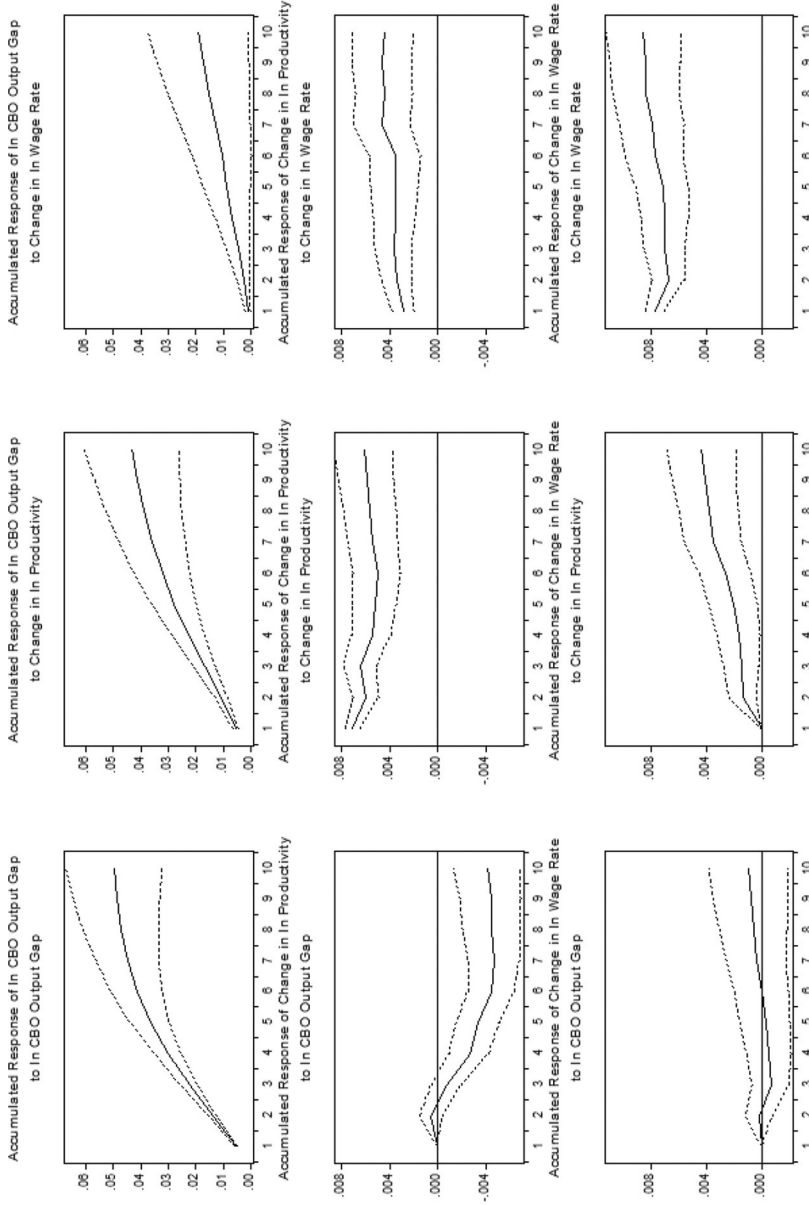 Accumulated Response of ln CBO Output Gap
to ln CBO Output Gap
.06
.05
.04
.03
.02
.01
.00
1 2 3 4 5 6 7 8 9 10
Accumulated Response of ln CBO Output Gap
to Change in ln Productivity
.06
.05
.04
.03
.02
.01
.00
1 2 3 4 5 6 7 8 9 10
Accumulated Response of ln CBO Output Gap
to Change in ln Wage Rate
.06
.05
.04
.03
.02
.01
.00
1 2 3 4 5 6 7 8 9 10
Accumulated Response of Change in ln Productivity
to ln CBO Output Gap
.008
.004
.000
-.004
1 2 3 4 5 6 7 8 9 10
Accumulated Response of Change in ln Productivity
to Change in ln Productivity
.008
.004
.000
-.004
1 2 3 4 5 6 7 8 9 10
Accumulated Response of Change in ln Productivity
to Change in ln Wage Rate
.008
.004
.000
-.004
1 2 3 4 5 6 7 8 9 10
Accumulated Response of Change in ln Wage Rate
to ln CBO Output Gap
.008
.004
.000
1 2 3 4 5 6 7 8 9 10
Accumulated Response of Change in ln Wage Rate
to Change in ln Productivity
.008
.004
.000
1 2 3 4 5 6 7 8 9 10
Accumulated Response of Change in ln Wage Rate
to Change in ln Wage Rate
.008
.004
.000
1 2 3 4 5 6 7 8 9 10